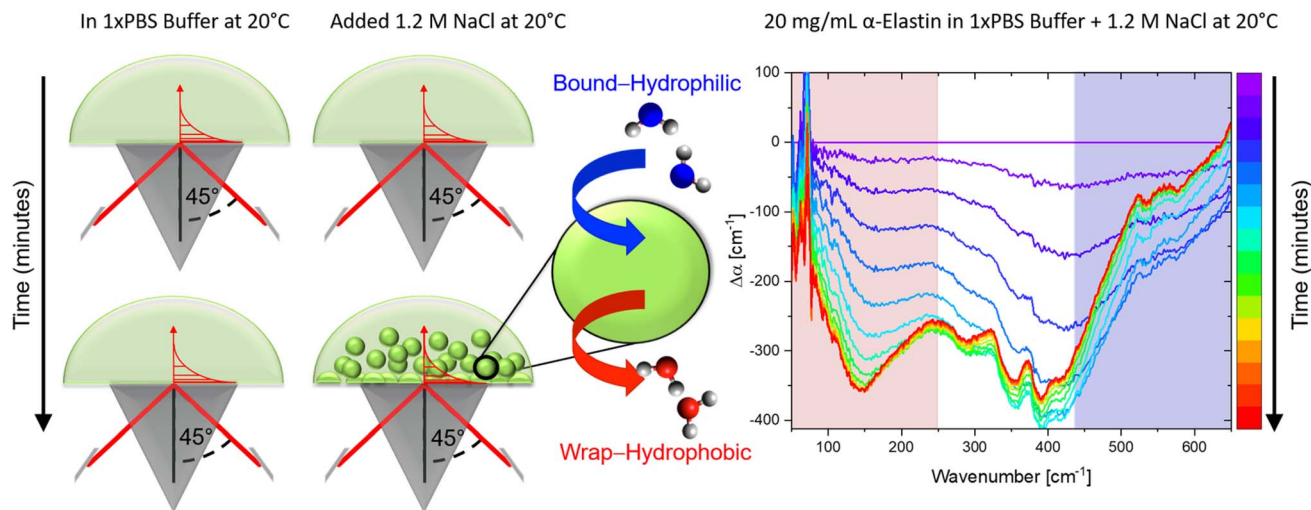 In 1xPBS Buffer at 20°C
Added 1.2 M NaCl at 20°C
20 mg/mL α-Elastin in 1xPBS Buffer + 1.2 M NaCl at 20°C
Time (minutes)
45°
45°
45°
45°
Bound–Hydrophilic
Wrap–Hydrophobic
Δα [cm⁻¹]
100
0
-100
-200
-300
-400
100 200 300 400 500 600
Wavenumber [cm⁻¹]
Time (minutes)